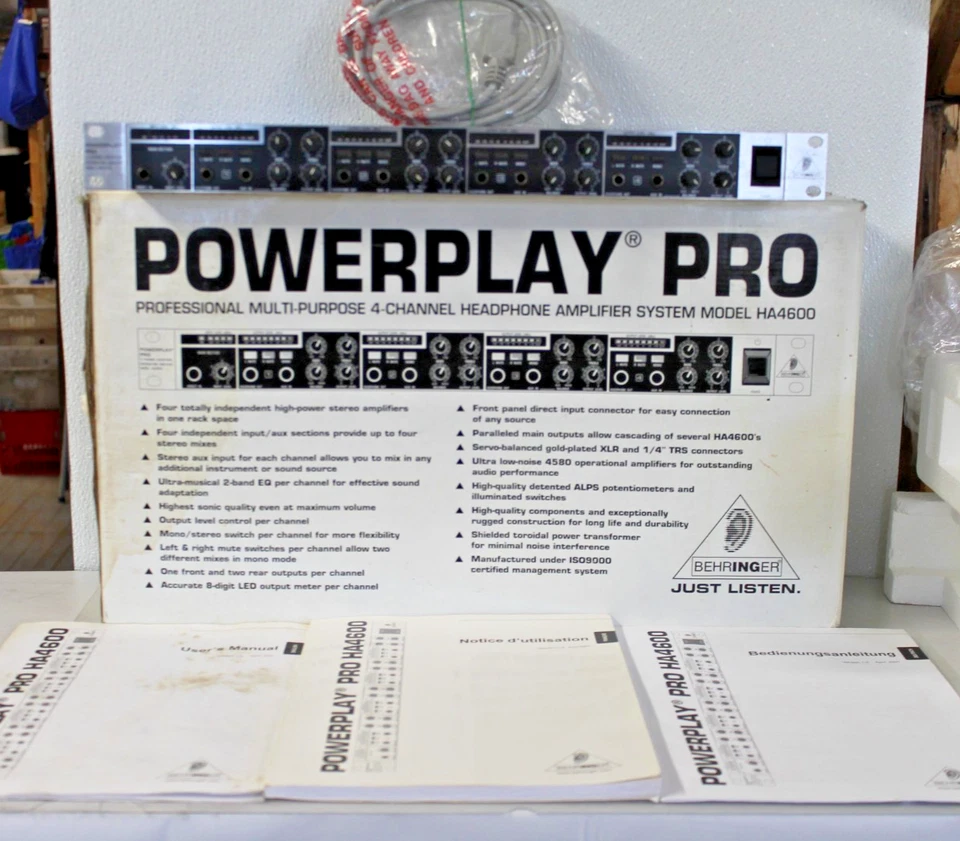 AND CHILDREN
POWERPLAY® PRO
PROFESSIONAL MULTI-PURPOSE 4-CHANNEL HEADPHONE AMPLIFIER SYSTEM MODEL HA4600
POWERPLAY
PRO
▲ Four totally independent high-power stereo amplifiers
in one rack space
▲ Four independent input/aux sections provide up to four
stereo mixes
▲ Stereo aux input for each channel allows you to mix in any
additional instrument or sound source
▲ Ultra-musical 2-band EQ per channel for effective sound
adaptation
▲ Highest sonic quality even at maximum volume
▲ Output level control per channel
▲ Mono/stereo switch per channel for more flexibility
▲ Left & right mute switches per channel allow two
different mixes in mono mode
▲ One front and two rear outputs per channel
▲ Accurate 8-digit LED output meter per channel
▲ Front panel direct input connector for easy connection
of any source
▲ Paralleled main outputs allow cascading of several HA4600's
▲ Servo-balanced gold-plated XLR and 1/4" TRS connectors
▲ Ultra low-noise 4580 operational amplifiers for outstanding
audio performance
▲ High-quality detented ALPS potentiometers and
illuminated switches
▲ High-quality components and exceptionally
rugged construction for long life and durability
▲ Shielded toroidal power transformer
for minimal noise interference
▲ Manufactured under ISO9000
certified management system
BEHRINGER
JUST LISTEN.
POWERPLAY® PRO HA4600
User's Manual
POWERPLAY® PRO HA4600
Notice d'utilisation
POWERPLAY® PRO HA4600
Bedienungsanleitung